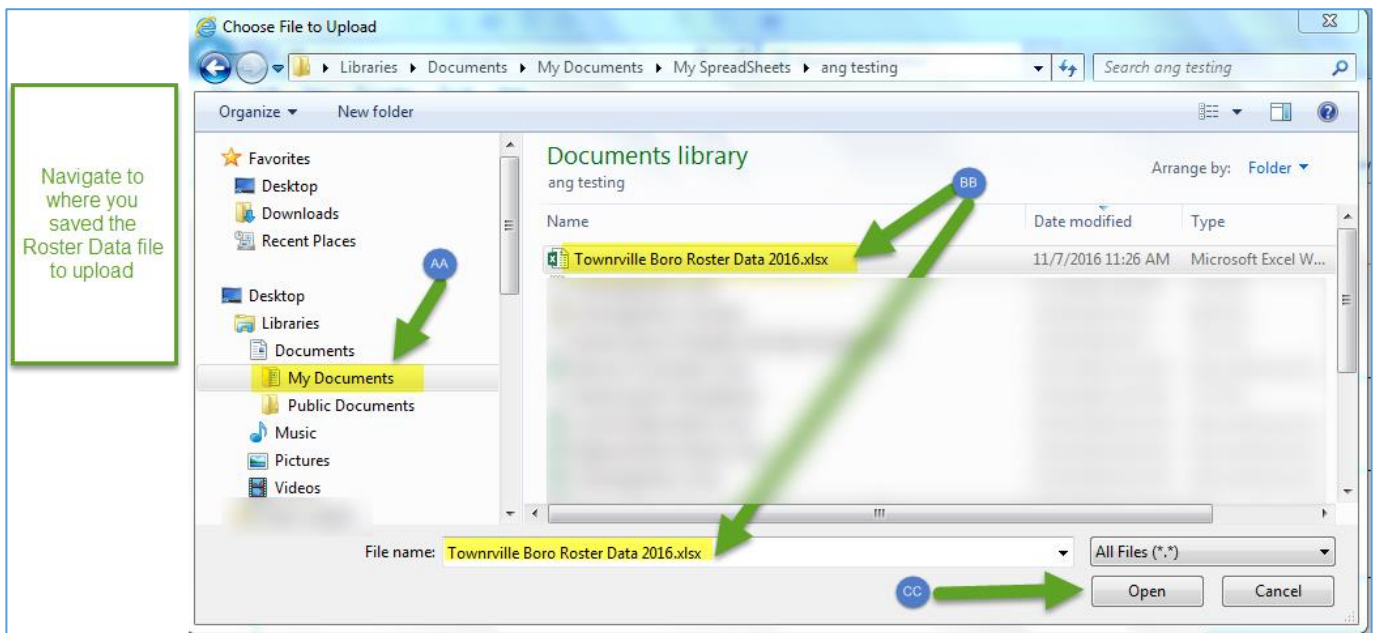 Choose File to Upload
Libraries ▸ Documents ▸ My Documents ▸ My SpreadSheets ▸ ang testing
Search ang testing
Organize
New folder
Navigate to
where you
saved the
Roster Data file
to upload
Favorites
Desktop
Downloads
Recent Places
AA
Desktop
Libraries
Documents
My Documents
Public Documents
Music
Pictures
Videos
Documents library
ang testing
BB
Arrange by: Folder
Name Date modified Type
Townrville Boro Roster Data 2016.xlsx 11/7/2016 11:26 AM Microsoft Excel W...
File name: Townrville Boro Roster Data 2016.xlsx All Files (*.*)
CC
Open Cancel